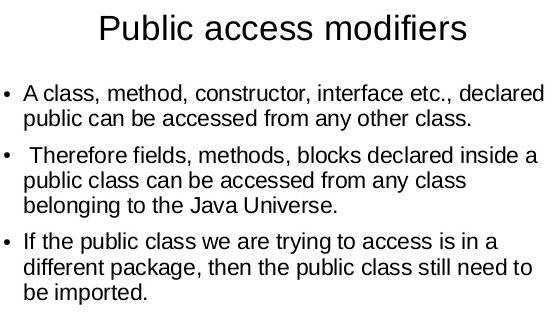 Public access modifiers
• A class, method, constructor, interface etc., declared
public can be accessed from any other class.
• Therefore fields, methods, blocks declared inside a
public class can be accessed from any class
belonging to the Java Universe.
• If the public class we are trying to access is in a
different package, then the public class still need to
be imported.